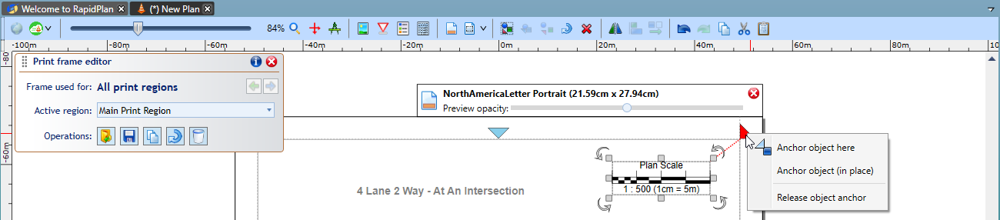 Welcome to RapidPlan
(*) New Plan
84%
-100m -80m -60m -40m -20m 0m 20m 40m 60m 80m
-80
-60m
Print frame editor
Frame used for: All print regions
Active region: Main Print Region
Operations:
NorthAmericaLetter Portrait (21.59cm x 27.94cm)
Preview opacity:
Plan Scale
1 : 500 (1cm = 5m)
4 Lane 2 Way - At An Intersection
Anchor object here
Anchor object (in place)
Release object anchor